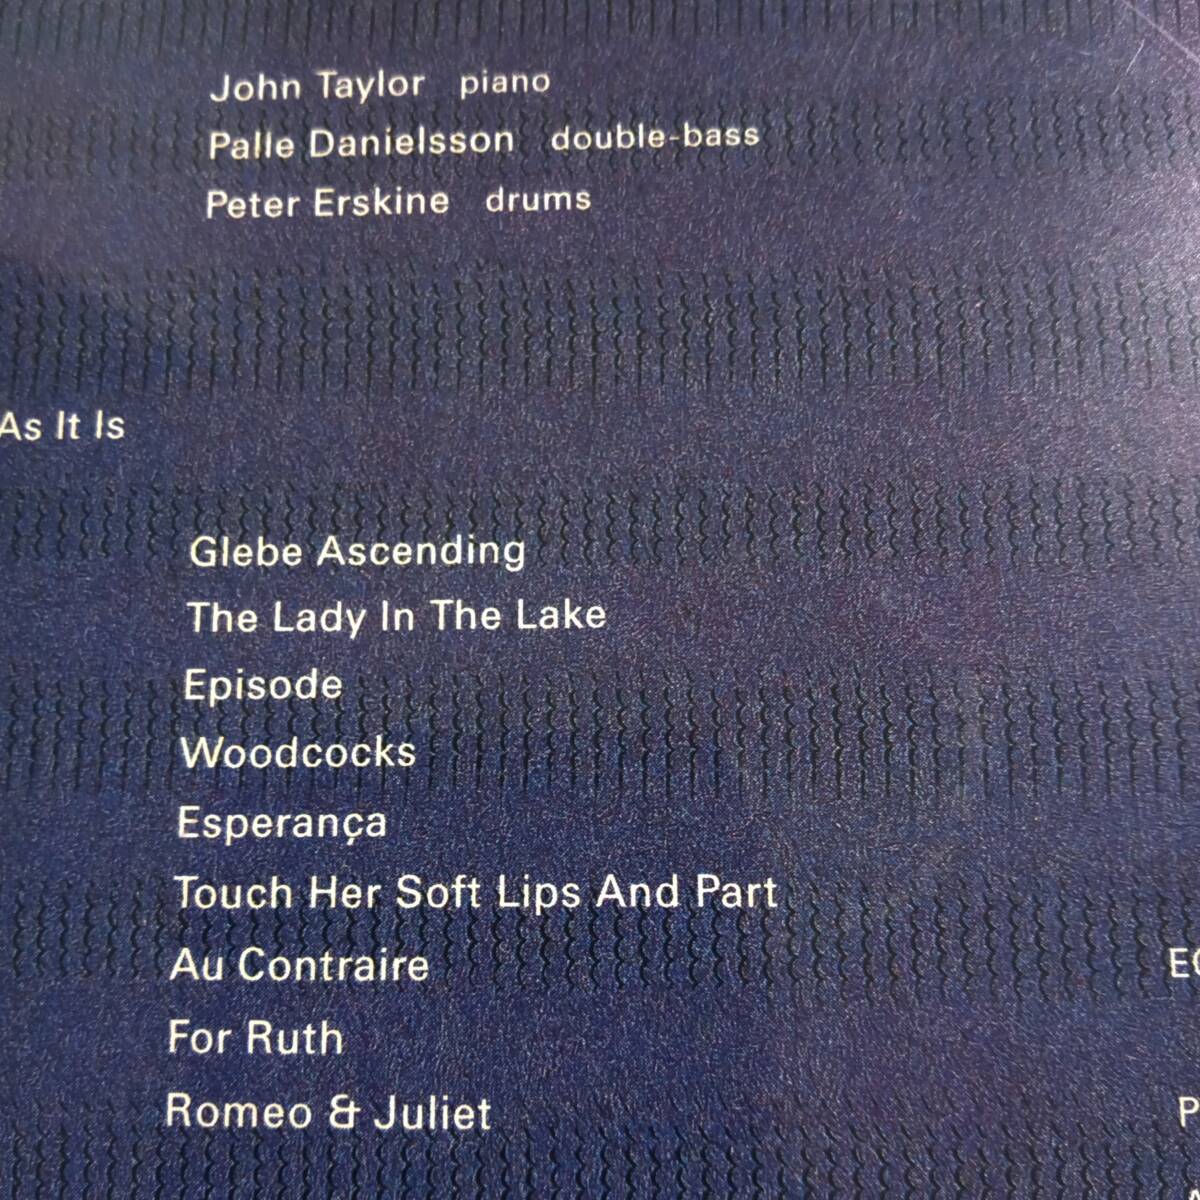 John Taylor piano
Palle Danielsson double-bass
Peter Erskine drums
As It Is
Glebe Ascending
The Lady In The Lake
Episode
Woodcocks
Esperança
Touch Her Soft Lips And Part
Au Contraire
For Ruth
Romeo & Juliet